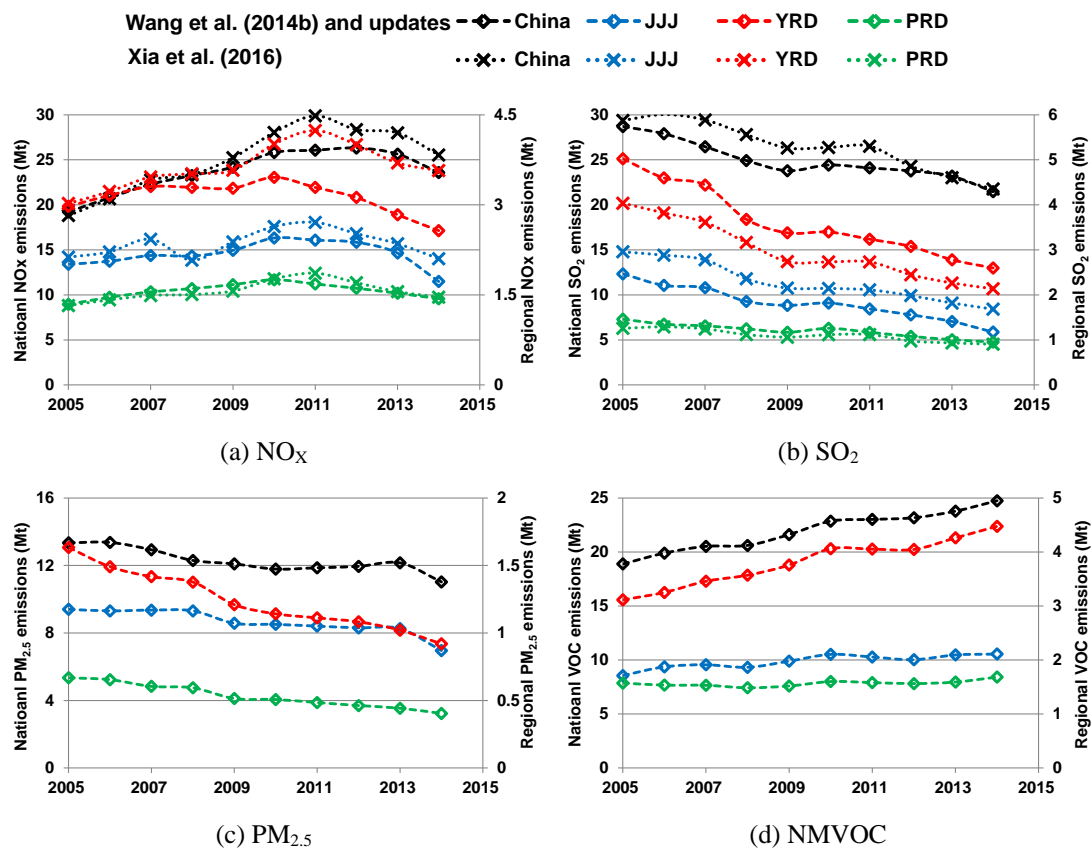 Wang et al. (2014b) and updates China JJJ YRD PRD
Xia et al. (2016) China JJJ YRD PRD
Natioanl NOx emissions (Mt)
30
25
20
15
10
5
0
2005 2007 2009 2011 2013 2015
4.5
3
1.5
0
Regional NOx emissions (Mt)
(a) NOX
Natioanl SO2 emissions (Mt)
30
25
20
15
10
5
0
2005 2007 2009 2011 2013 2015
6
5
4
3
2
1
0
Regional SO2 emissions (Mt)
(b) SO2
Natioanl PM2.5 emissions (Mt)
16
12
8
4
0
2005 2007 2009 2011 2013 2015
2
1.5
1
0.5
0
Regional PM2.5 emissions (Mt)
(c) PM2.5
Natioanl VOC emissions (Mt)
25
20
15
10
5
0
2005 2007 2009 2011 2013 2015
5
4
3
2
1
0
Regional VOC emissions (Mt)
(d) NMVOC